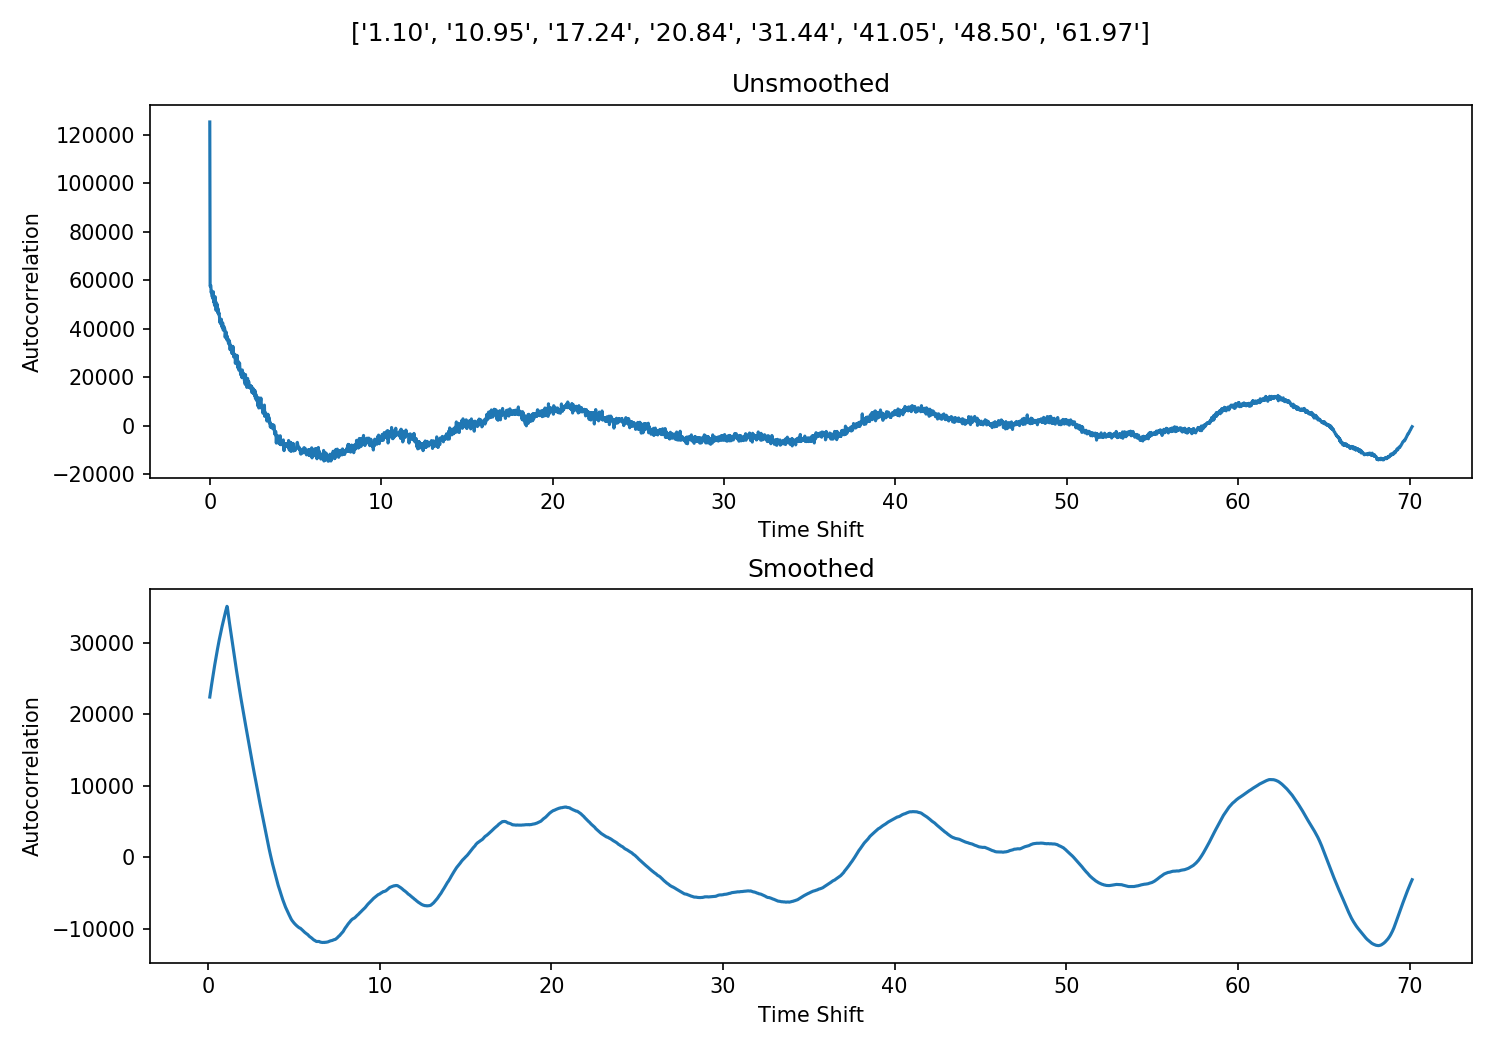 ['1.10', '10.95', '17.24', '20.84', '31.44', '41.05', '48.50', '61.97']
Unsmoothed
Autocorrelation
120000
100000
80000
60000
40000
20000
0
−20000
0 10 20 30 40 50 60 70
Time Shift
Smoothed
Autocorrelation
30000
20000
10000
0
−10000
0 10 20 30 40 50 60 70
Time Shift